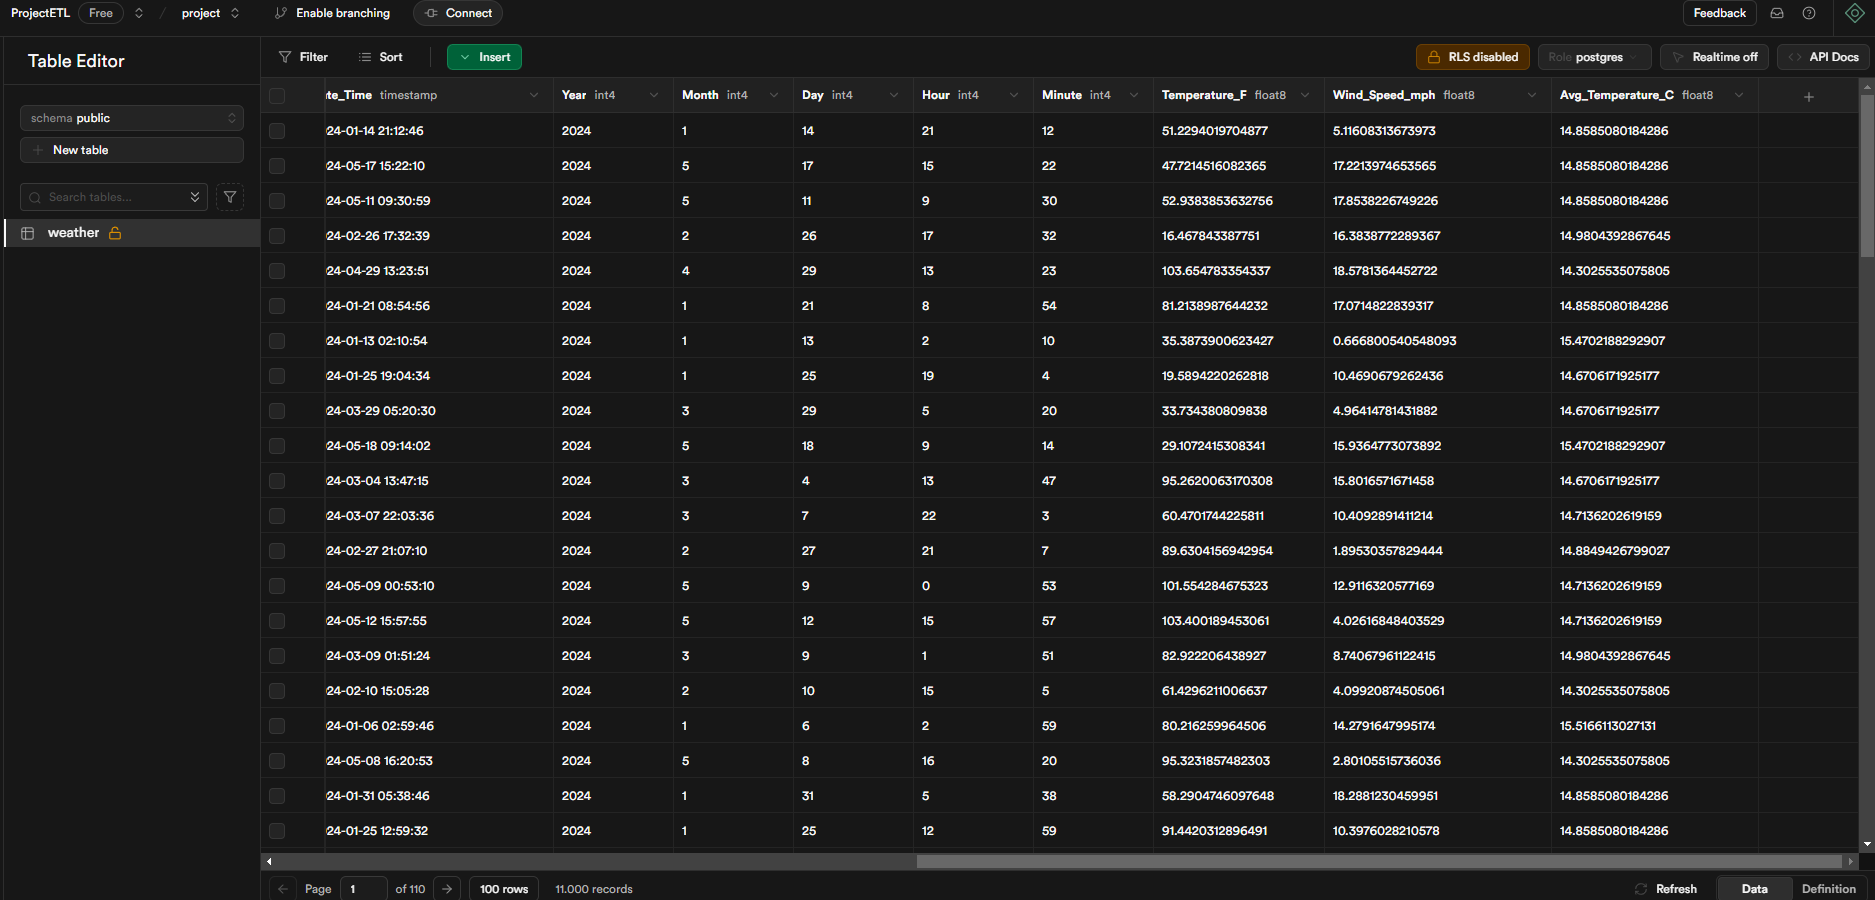 ProjectETL Free / project Enable branching Connect Feedback
Table Editor
Filter Sort Insert RLS disabled Role postgres Realtime off API Docs
schema public
New table
Search tables...
weather
te_Time timestamp Year int4 Month int4 Day int4 Hour int4 Minute int4 Temperature_F float8 Wind_Speed_mph float8 Avg_Temperature_C float8
24-01-14 21:12:46 2024 1 14 21 12 51.2294019704877 5.11608313673973 14.8585080184286
24-05-17 15:22:10 2024 5 17 15 22 47.7214516082365 17.2213974653565 14.8585080184286
24-05-11 09:30:59 2024 5 11 9 30 52.9383853632756 17.8538226749226 14.8585080184286
24-02-26 17:32:39 2024 2 26 17 32 16.467843387751 16.3838772289367 14.9804392867645
24-04-29 13:23:51 2024 4 29 13 23 103.654783354337 18.5781364452722 14.3025535075805
24-01-21 08:54:56 2024 1 21 8 54 81.2138987644232 17.0714822839317 14.8585080184286
24-01-13 02:10:54 2024 1 13 2 10 35.3873900623427 0.666800540548093 15.4702188292907
24-01-25 19:04:34 2024 1 25 19 4 19.5894220262818 10.4690679262436 14.6706171925177
24-03-29 05:20:30 2024 3 29 5 20 33.734380809838 4.96414781431882 14.6706171925177
24-05-18 09:14:02 2024 5 18 9 14 29.1072415308341 15.9364773073892 15.4702188292907
24-03-04 13:47:15 2024 3 4 13 47 95.2620063170308 15.8016571671458 14.6706171925177
24-03-07 22:03:36 2024 3 7 22 3 60.4701744225811 10.4092891411214 14.7136202619159
24-02-27 21:07:10 2024 2 27 21 7 89.6304156942954 1.89530357829444 14.8849426799027
24-05-09 00:53:10 2024 5 9 0 53 101.554284675323 12.9116320577169 14.7136202619159
24-05-12 15:57:55 2024 5 12 15 57 103.400189453061 4.02616848403529 14.7136202619159
24-03-09 01:51:24 2024 3 9 1 51 82.922206438927 8.74067961122415 14.9804392867645
24-02-10 15:05:28 2024 2 10 15 5 61.4296211006637 4.09920874505061 14.3025535075805
24-01-06 02:59:46 2024 1 6 2 59 80.216259964506 14.2791647995174 15.5166113027131
24-05-08 16:20:53 2024 5 8 16 20 95.3231857482303 2.80105515736036 14.3025535075805
24-01-31 05:38:46 2024 1 31 5 38 58.2904746097648 18.2881230459951 14.8585080184286
24-01-25 12:59:32 2024 1 25 12 59 91.4420312896491 10.3976028210578 14.8585080184286
Page 1 of 110 100 rows 11.000 records Refresh Data Definition